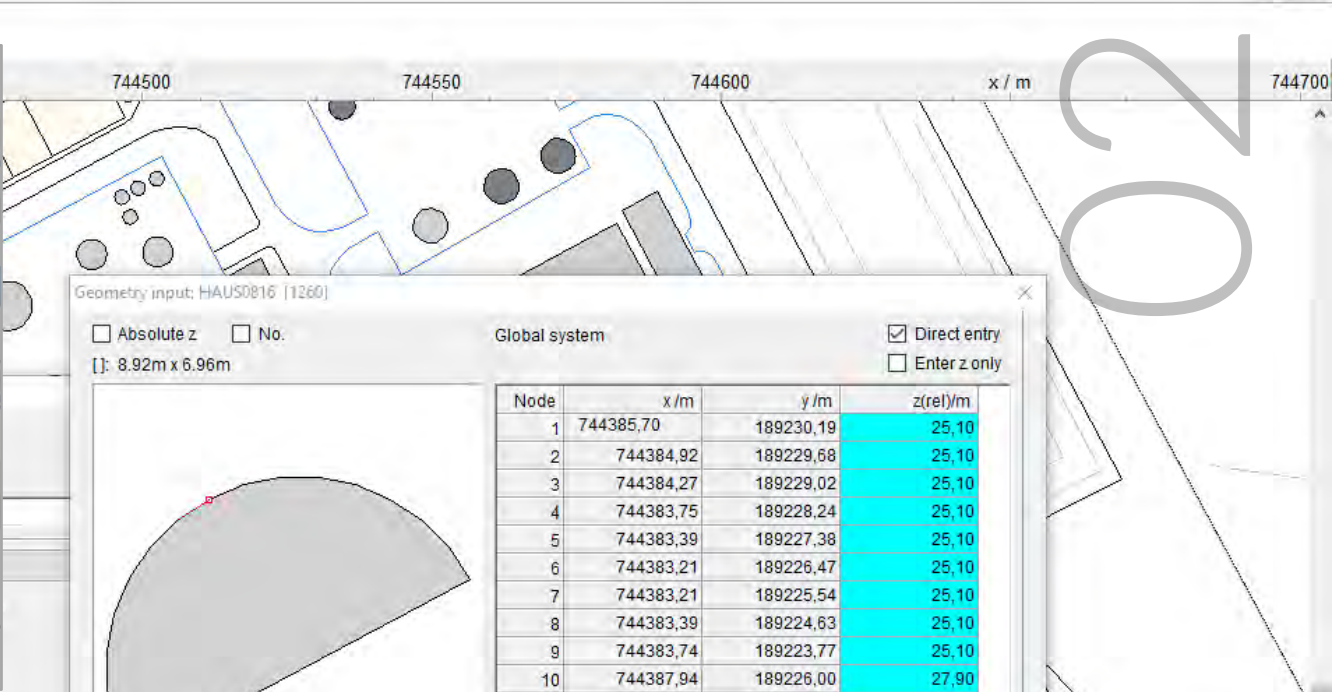 744500 744550 744600 x / m 744700
02
Geometry input: HAUS0816 [1260]
Absolute z No. Global system Direct entry
[]: 8.92m x 6.96m Enter z only
Node x /m y /m z(rel)/m
1 744385,70 189230,19 25,10
2 744384,92 189229,68 25,10
3 744384,27 189229,02 25,10
4 744383,75 189228,24 25,10
5 744383,39 189227,38 25,10
6 744383,21 189226,47 25,10
7 744383,21 189225,54 25,10
8 744383,39 189224,63 25,10
9 744383,74 189223,77 25,10
10 744387,94 189226,00 27,90